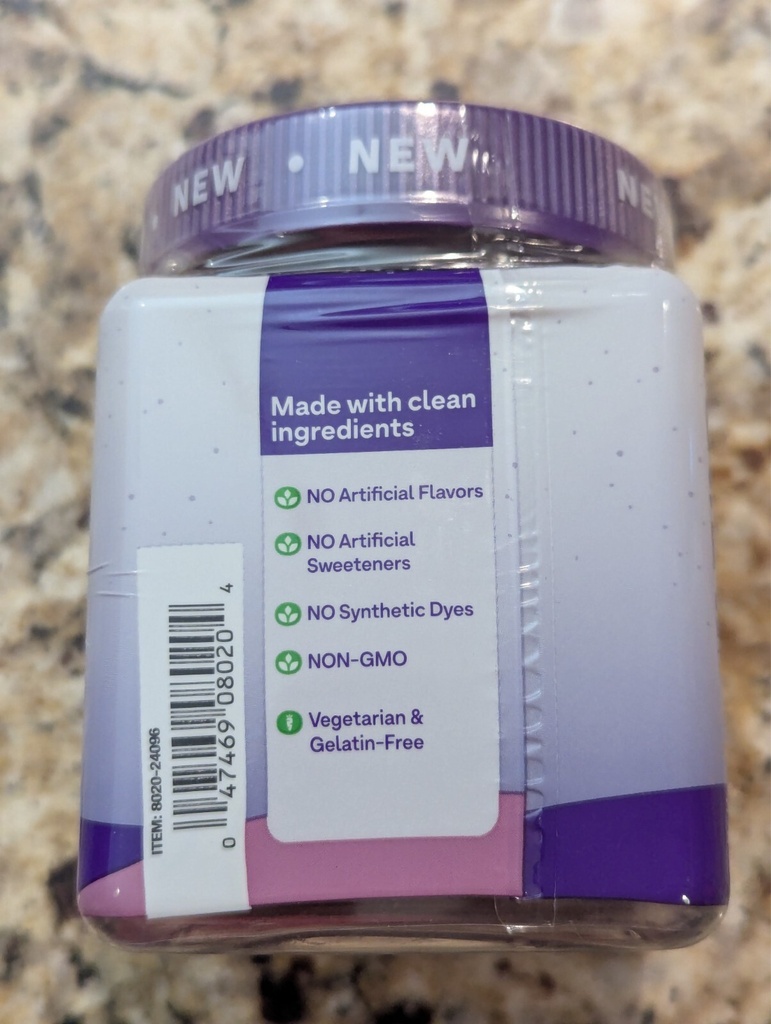 NEW • NEW NE
Made with clean
ingredients
NO Artificial Flavors
NO Artificial
Sweeteners
NO Synthetic Dyes
NON-GMO
Vegetarian &
Gelatin-Free
ITEM: 8020-24096
0 47469 08020 4